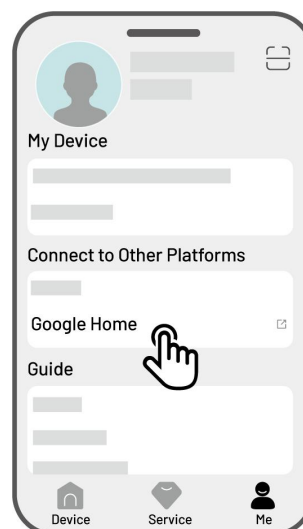 My Device
Connect to Other Platforms
Google Home
Guide
Device Service Me